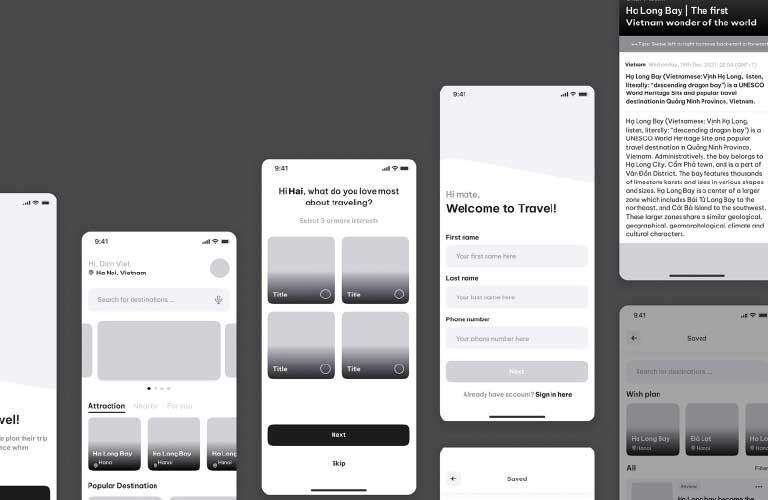 vel!
e plan their trip
nce when
9:41
Hi, Dinh Viet
Ha Noi, Vietnam
Search for destinations ...
Attraction Nearby For you
Ha Long Bay
Hanoi
Ha Long Bay
Hanoi
Ha Long
Hanoi
Popular Destination
9:41
Hi Hai, what do you love most
about traveling?
Select 3 or more interests
Title
Title
Title
Title
Next
Skip
9:41
Hi mate,
Welcome to Travel!
First name
Your first name here
Last name
Your last name here
Phone number
Your phone number here
Next
Already have account? Sign in here
Saved
Hạ Long Bay | The first
Vietnam wonder of the world
Tips: Swipe left or right to move backward or forward
Vietnam Wednesday, 15th Dec, 2021
Hạ Long Bay (Vietnamese: Vịnh Hạ Long, listen,
literally: "descending dragon bay") is a UNESCO
World Heritage Site and popular travel
destination in Quảng Ninh Province, Vietnam.
Hạ Long Bay (Vietnamese: Vịnh Hạ Long,
listen, literally: "descending dragon bay") is a
UNESCO World Heritage Site and popular
travel destination in Quảng Ninh Province,
Vietnam. Administratively, the bay belongs to
Hạ Long City, Cẩm Phả town, and is a part of
Vân Đồn District. The bay features thousands
of limestone karsts and isles in various shapes
and sizes. Hạ Long Bay is a center of a larger
zone which includes Bái Tử Long Bay to the
northeast, and Cát Bà Island to the southwest.
These larger zones share a similar geological,
geographical, geomorphological, climate and
cultural characters.
9:41
Saved
Search for destinations ...
Wish plan
Ha Long Bay
Hanoi
Đà Lạt
Hanoi
Ha Lo
Hanoi
All
Filter
Review
Ha Long bay became the